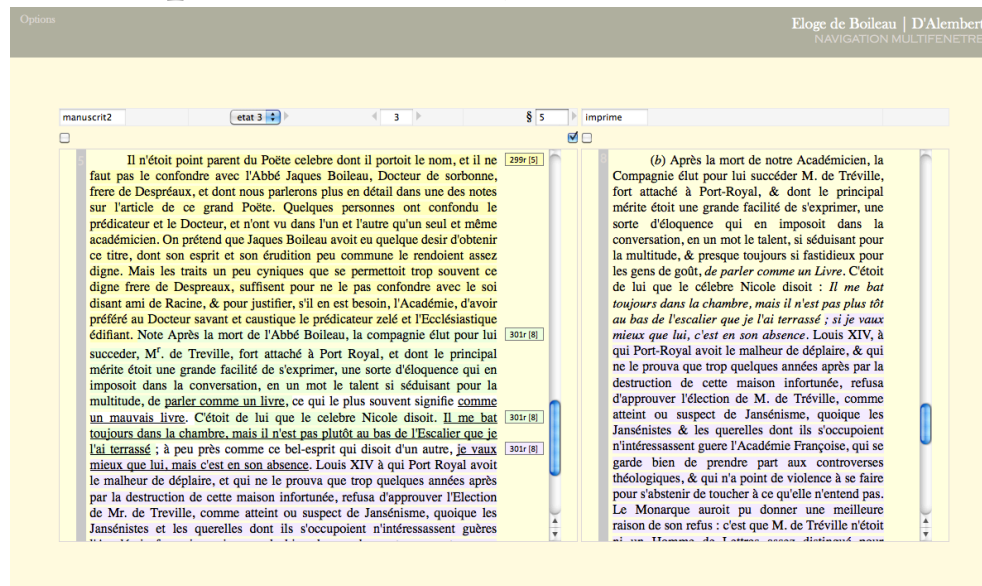 Options
Eloge de Boileau | D'Alembert
NAVIGATION MULTIFENETRE
manuscrit2
etat 3
3
§ 5
imprime
5
Il n'étoit point parent du Poëte celebre dont il portoit le nom, et il ne
faut pas le confondre avec l'Abbé Jaques Boileau, Docteur de sorbonne,
frere de Despréaux, et dont nous parlerons plus en détail dans une des notes
sur l'article de ce grand Poëte. Quelques personnes ont confondu le
prédicateur et le Docteur, et n'ont vu dans l'un et l'autre qu'un seul et même
académicien. On prétend que Jaques Boileau avoit eu quelque desir d'obtenir
ce titre, dont son esprit et son érudition peu commune le rendoient assez
digne. Mais les traits un peu cyniques que se permettoit trop souvent ce
digne frere de Despreaux, suffisent pour ne le pas confondre avec le soi
disant ami de Racine, & pour justifier, s'il en est besoin, l'Académie, d'avoir
préféré au Docteur savant et caustique le prédicateur zelé et l'Ecclésiastique
édifiant. Note Après la mort de l'Abbé Boileau, la compagnie élut pour lui
succeder, Mr. de Treville, fort attaché à Port Royal, et dont le principal
mérite étoit une grande facilité de s'exprimer, une sorte d'éloquence qui en
imposoit dans la conversation, en un mot le talent si séduisant pour la
multitude, de parler comme un livre, ce qui le plus souvent signifie comme
un mauvais livre. C'étoit de lui que le celebre Nicole disoit. Il me bat
toujours dans la chambre, mais il n'est pas plutôt au bas de l'Escalier que je
l'ai terrassé ; à peu près comme ce bel-esprit qui disoit d'un autre, je vaux
mieux que lui, mais c'est en son absence. Louis XIV à qui Port Royal avoit
le malheur de déplaire, et qui ne le prouva que trop quelques années après
par la destruction de cette maison infortunée, refusa d'approuver l'Election
de Mr. de Treville, comme atteint ou suspect de Jansénisme, quoique les
Jansénistes et les querelles dont ils s'occupoient n'intéressassent guères
299r [5]
301r [8]
301r [8]
301r [8]
(b) Après la mort de notre Académicien, la
Compagnie élut pour lui succéder M. de Tréville,
fort attaché à Port-Royal, & dont le principal
mérite étoit une grande facilité de s'exprimer, une
sorte d'éloquence qui en imposoit dans la
conversation, en un mot le talent, si séduisant pour
la multitude, & presque toujours si fastidieux pour
les gens de goût, de parler comme un Livre. C'étoit
de lui que le célebre Nicole disoit : Il me bat
toujours dans la chambre, mais il n'est pas plus tôt
au bas de l'escalier que je l'ai terrassé ; si je vaux
mieux que lui, c'est en son absence. Louis XIV, à
qui Port-Royal avoit le malheur de déplaire, & qui
ne le prouva que trop quelques années après par la
destruction de cette maison infortunée, refusa
d'approuver l'élection de M. de Tréville, comme
atteint ou suspect de Jansénisme, quoique les
Jansénistes & les querelles dont ils s'occupoient
n'intéressassent guere l'Académie Françoise, qui se
garde bien de prendre part aux controverses
théologiques, & qui n'a point de violence à se faire
pour s'abstenir de toucher à ce qu'elle n'entend pas.
Le Monarque auroit pu donner une meilleure
raison de son refus : c'est que M. de Tréville n'étoit
ni un Homme de Lettres assez distingué pour